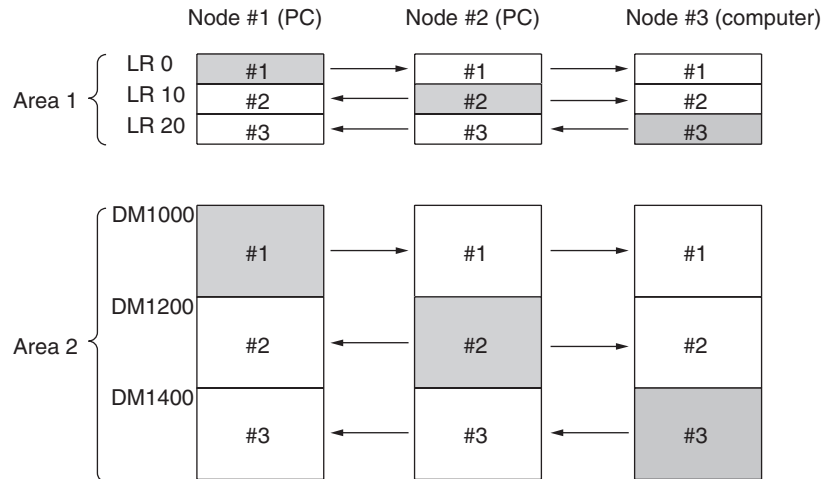 Node #1 (PC) Node #2 (PC) Node #3 (computer)
Area 1
LR 0 #1 #1 #1
LR 10 #2 #2 #2
LR 20 #3 #3 #3
Area 2
DM1000
#1 #1 #1
DM1200
#2 #2 #2
DM1400
#3 #3 #3